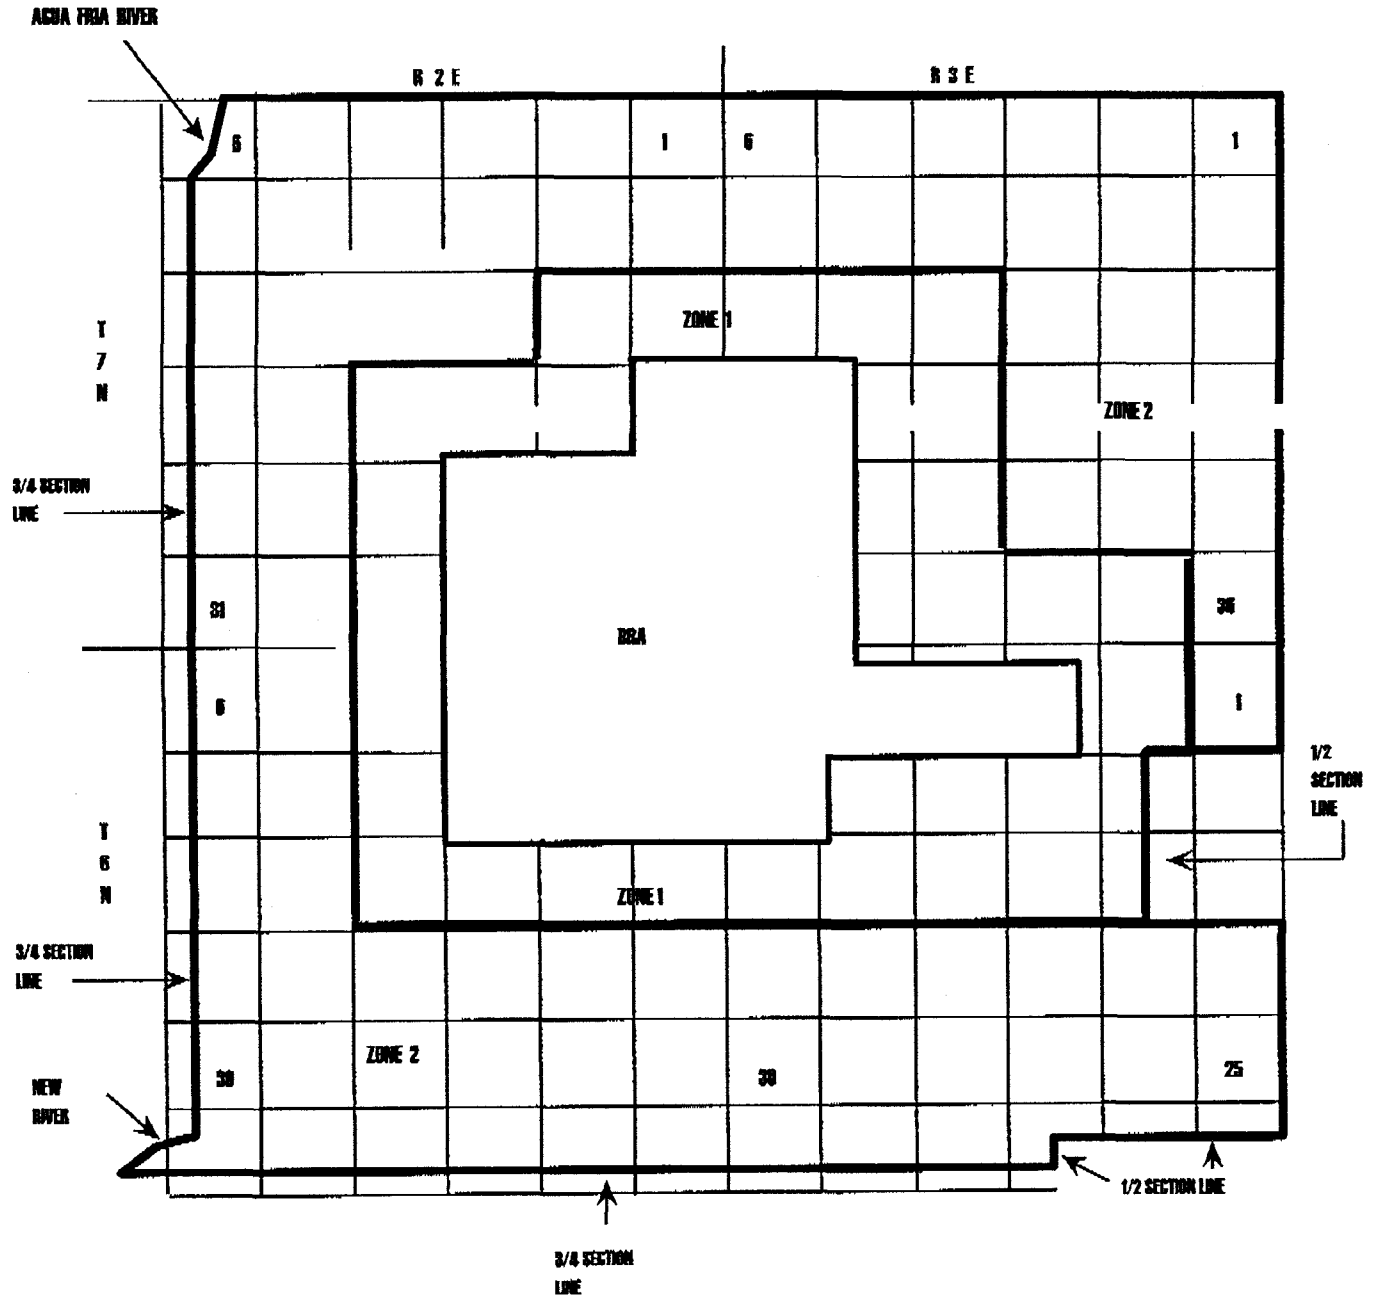 AGUA FRIA RIVER
R 2 E
R 3 E
6
1
6
1
ZONE 1
T
7
N
ZONE 2
3/4 SECTION
LINE
31
36
BRA
6
1
1/2
SECTION
LINE
T
6
N
ZONE 1
3/4 SECTION
LINE
ZONE 2
30
30
25
NEW
RIVER
1/2 SECTION LINE
3/4 SECTION
LINE